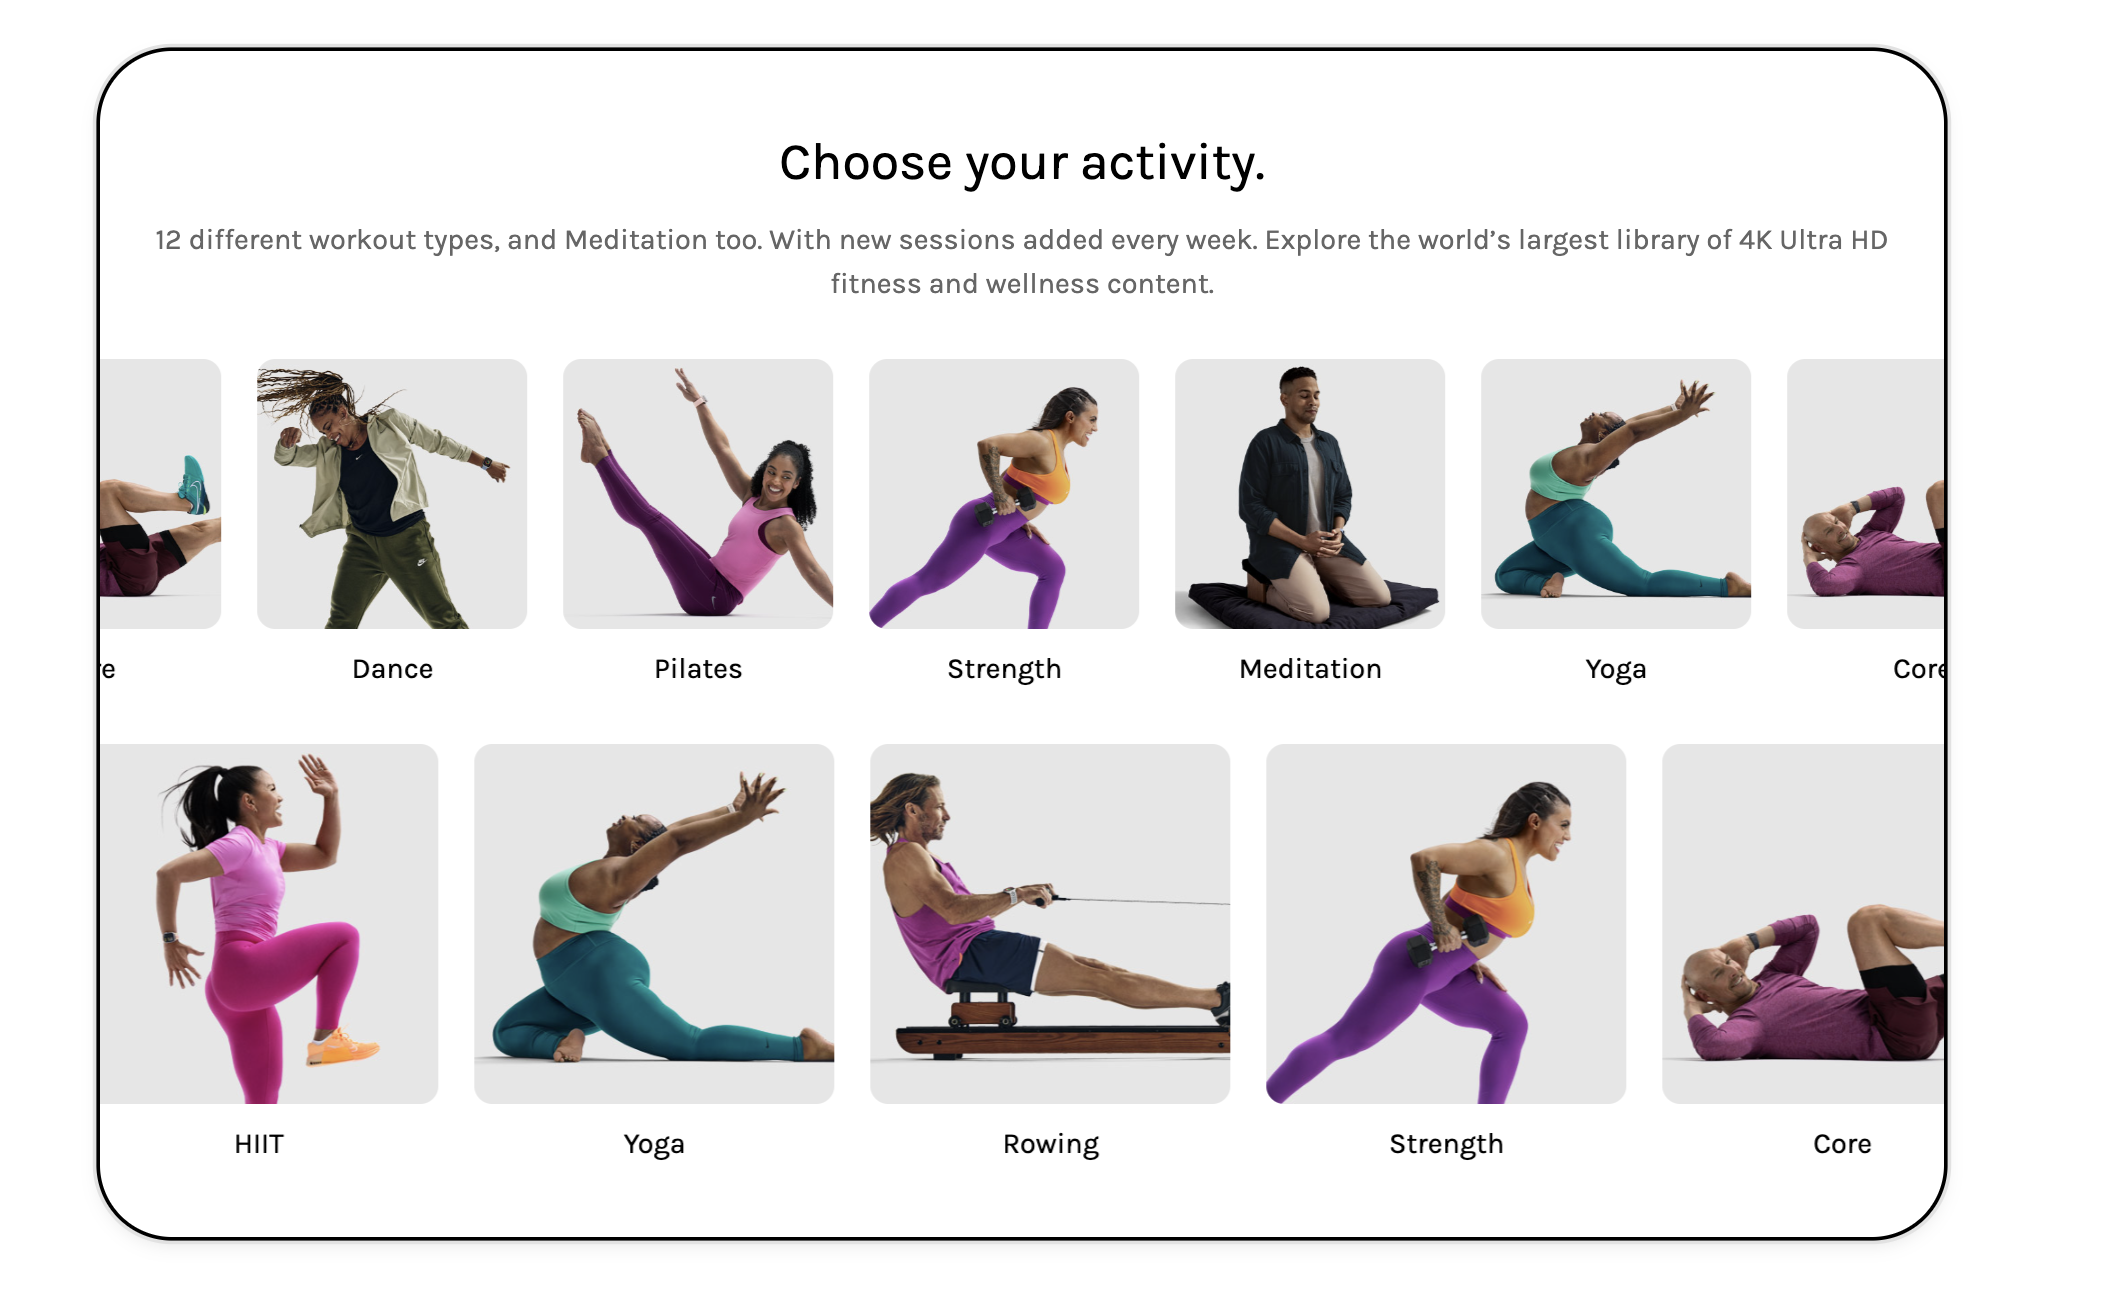 Choose your activity.
12 different workout types, and Meditation too. With new sessions added every week. Explore the world’s largest library of 4K Ultra HD
fitness and wellness content.
re Dance Pilates Strength Meditation Yoga Core
HIIT Yoga Rowing Strength Core